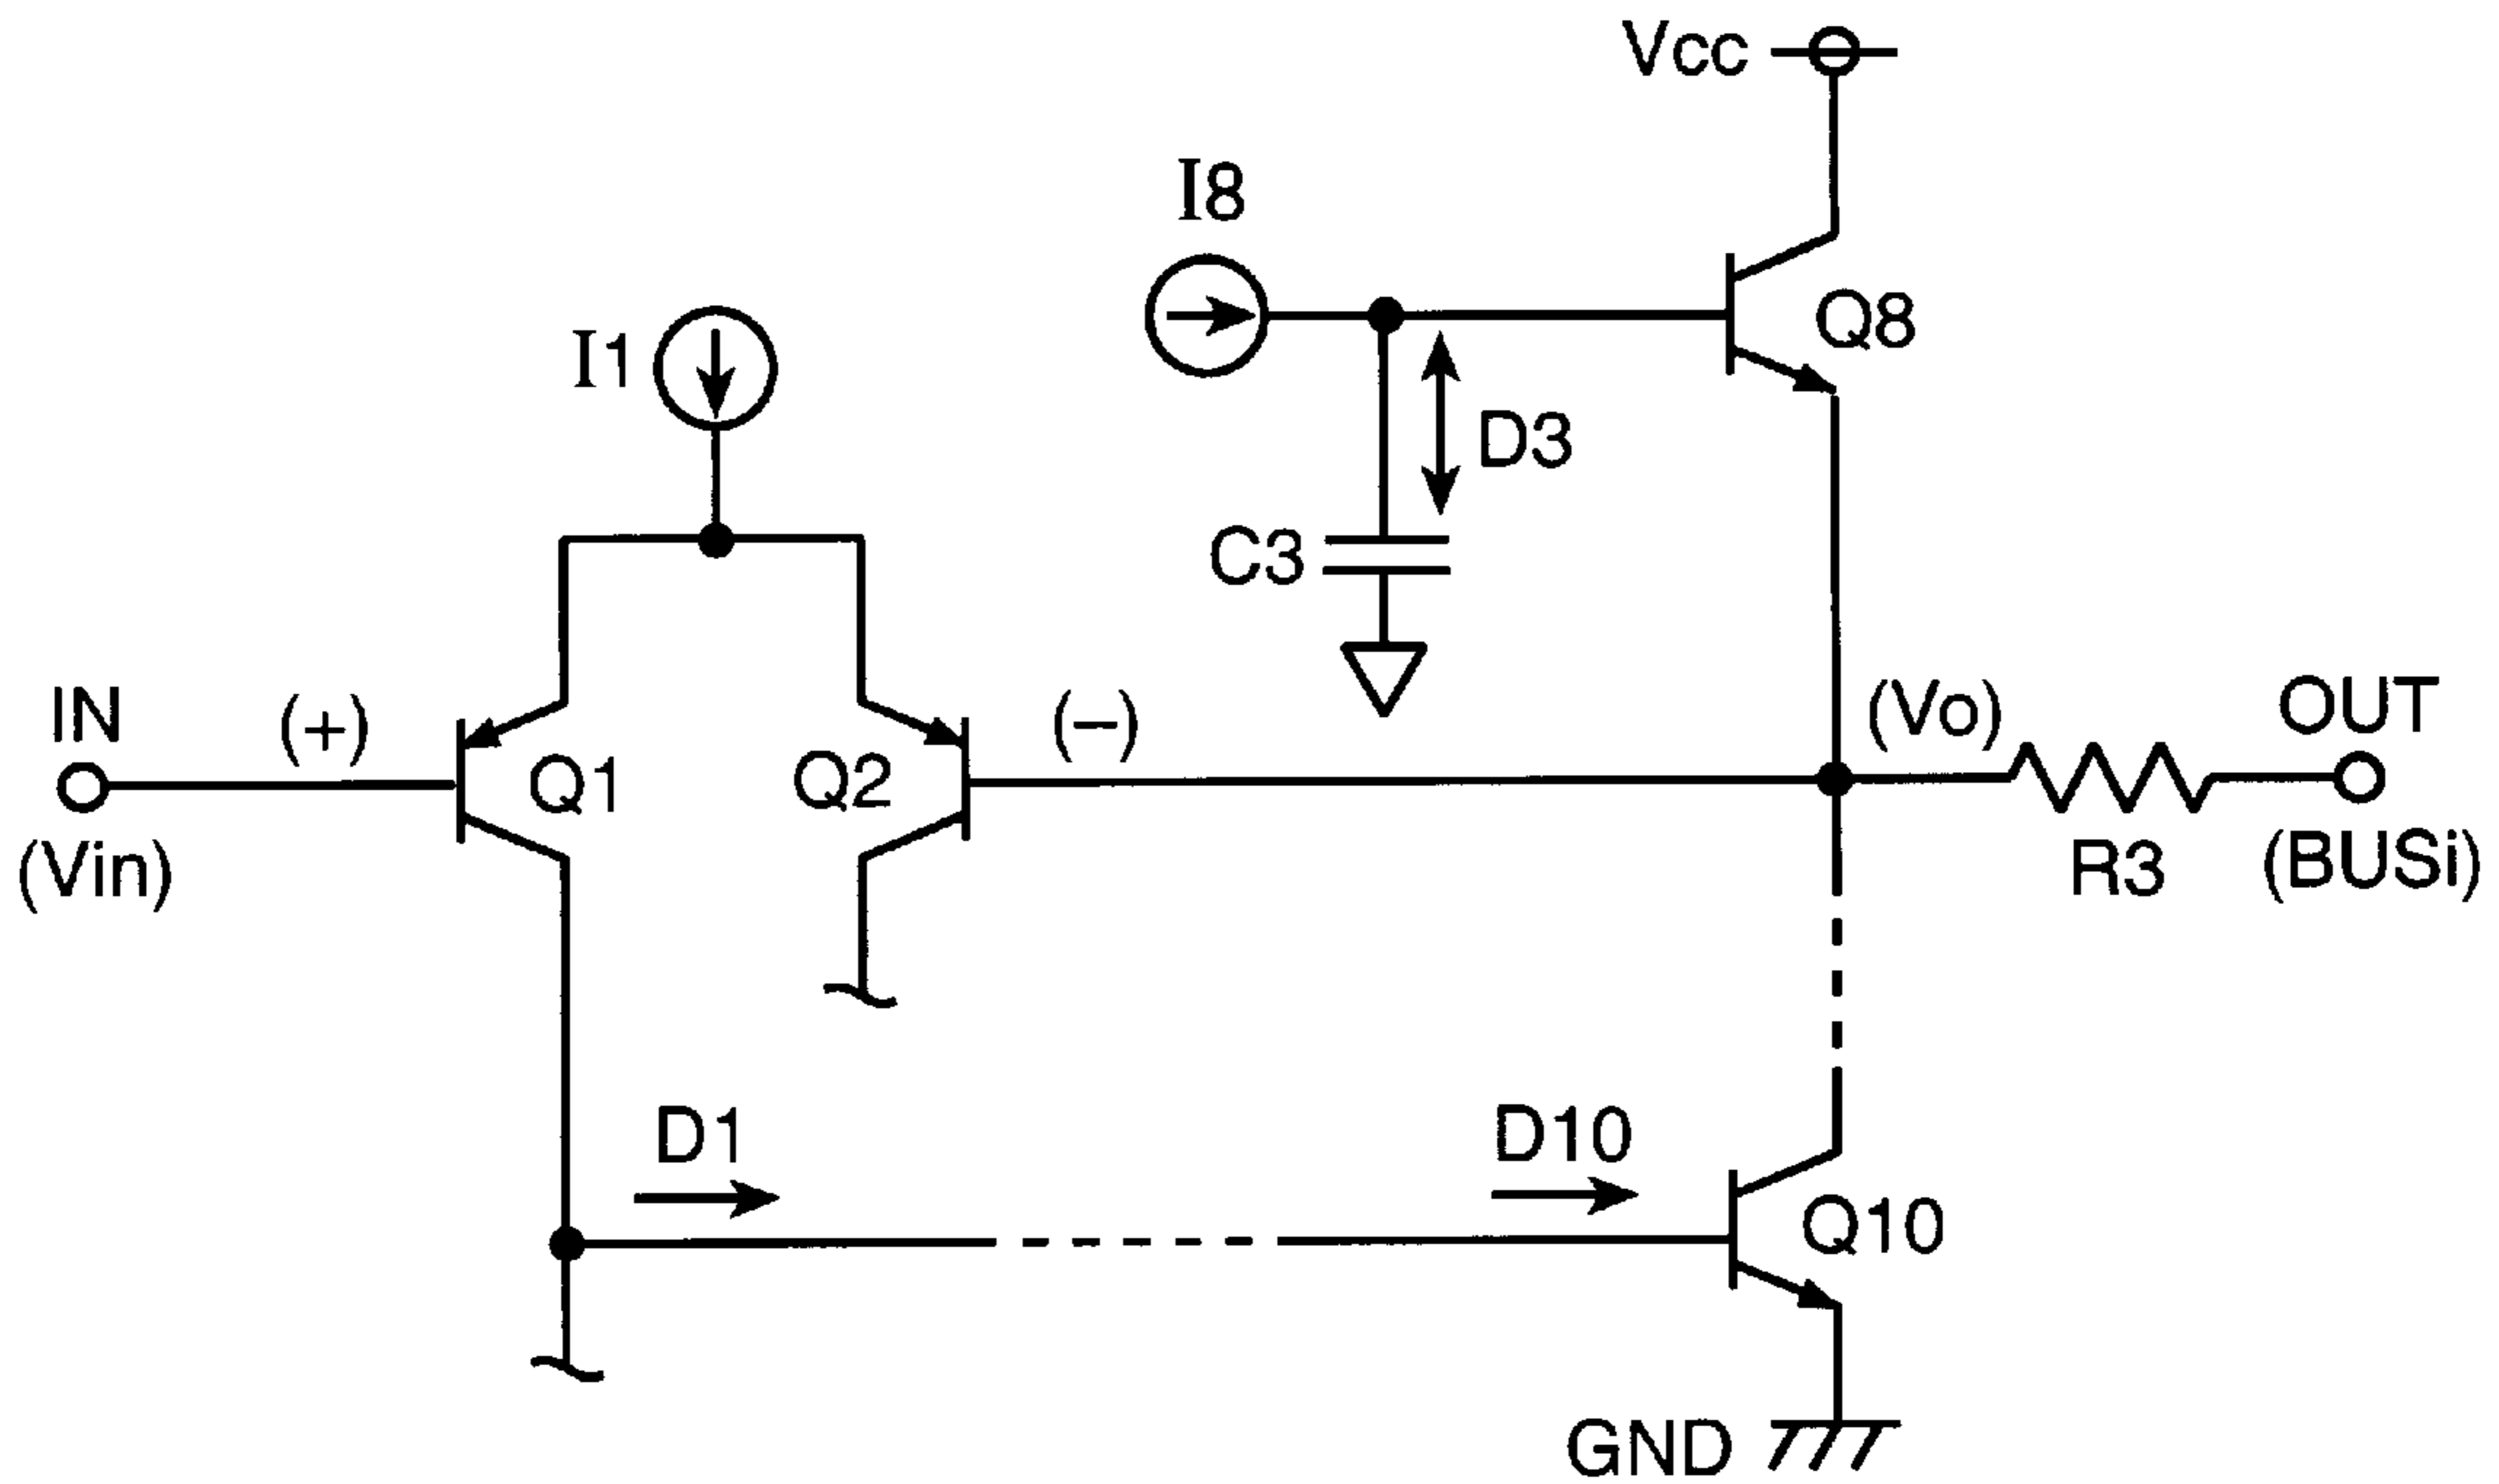 Vcc
I8
I1
Q8
D3
C3
IN
(+)
(−)
(Vo)
OUT
Q1
Q2
(Vin)
R3
(BUSi)
D1
D10
Q10
GND